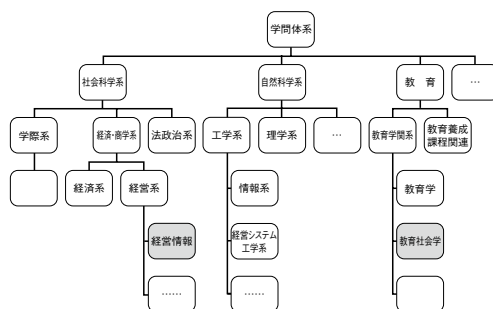 学問体系
社会科学系
自然科学系
教　育
…
学際系
経済・商学系
法政治系
工学系
理学系
…
教育学関係
教育養成
課程関連
経済系
経営系
情報系
教育学
経営情報
経営システム
工学系
教育社会学
……
……